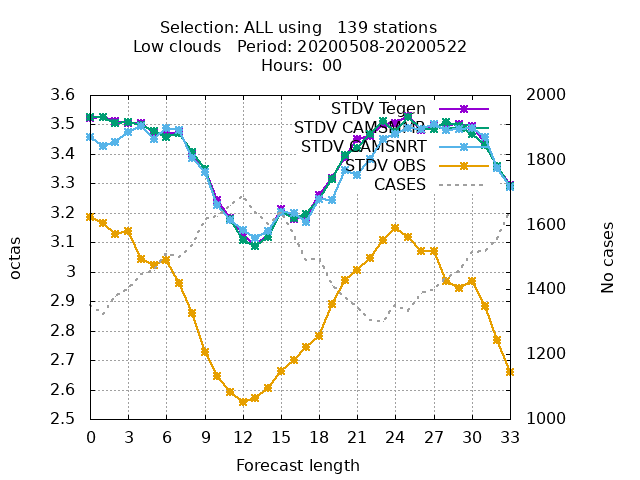 Selection: ALL using   139 stations
Low clouds   Period: 20200508-20200522
Hours:  00
3.6
3.5
3.4
3.3
3.2
3.1
3
2.9
2.8
2.7
2.6
2.5
octas
STDV Tegen
STDV CAMSNRT
STDV OBS
CASES
2000
1800
1600
1400
1200
1000
No cases
0 3 6 9 12 15 18 21 24 27 30 33
Forecast length